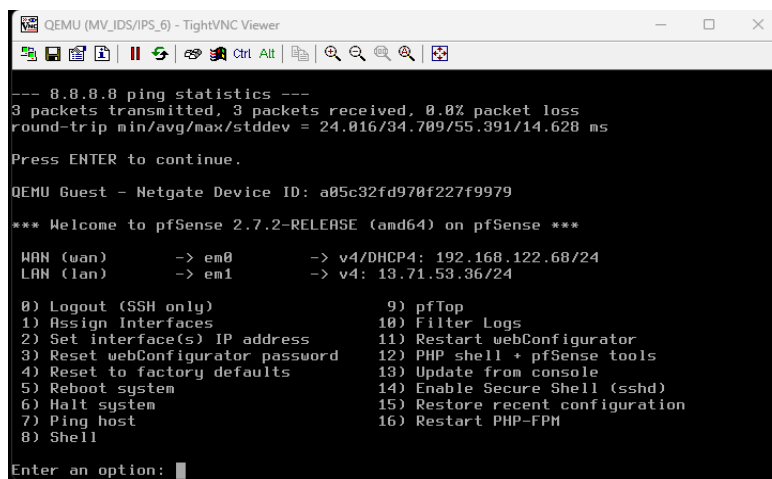 QEMU (MV_IDS/IPS_6) - TightVNC Viewer
Ctrl Alt
--- 8.8.8.8 ping statistics ---
3 packets transmitted, 3 packets received, 0.0% packet loss
round-trip min/avg/max/stddev = 24.016/34.709/55.391/14.628 ms
Press ENTER to continue.
QEMU Guest - Netgate Device ID: a05c32fd970f227f9979
*** Welcome to pfSense 2.7.2-RELEASE (amd64) on pfSense ***
WAN (wan) -> em0 -> v4/DHCP4: 192.168.122.68/24
LAN (lan) -> em1 -> v4: 13.71.53.36/24
0) Logout (SSH only) 9) pfTop
1) Assign Interfaces 10) Filter Logs
2) Set interface(s) IP address 11) Restart webConfigurator
3) Reset webConfigurator password 12) PHP shell + pfSense tools
4) Reset to factory defaults 13) Update from console
5) Reboot system 14) Enable Secure Shell (sshd)
6) Halt system 15) Restore recent configuration
7) Ping host 16) Restart PHP-FPM
8) Shell
Enter an option: